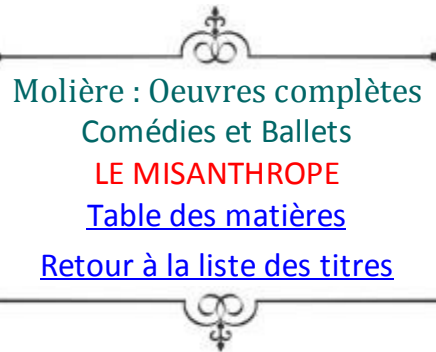 Molière : Oeuvres complètes
Comédies et Ballets
LE MISANTHROPE
Table des matières
Retour à la liste des titres